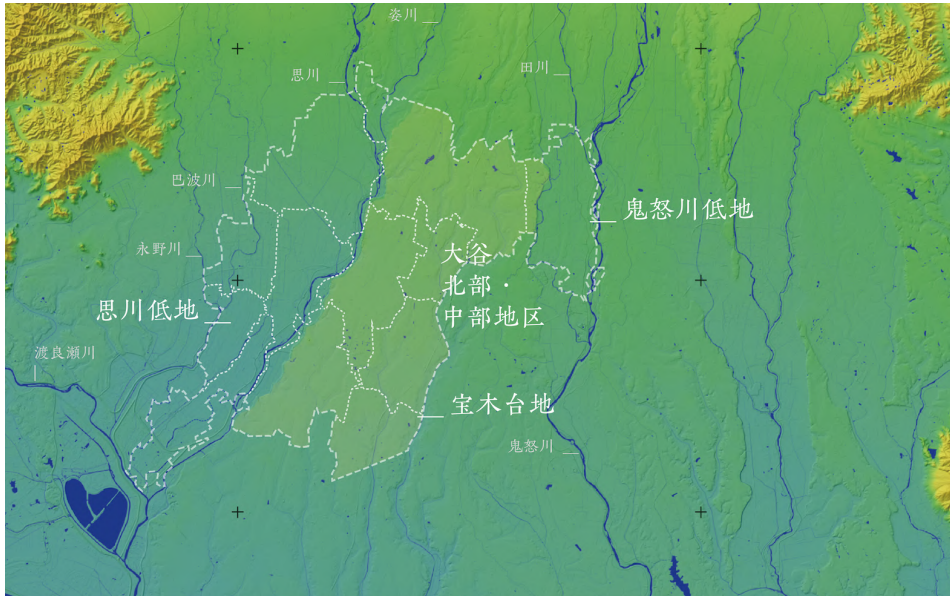 姿川
思川
田川
巴波川
鬼怒川低地
永野川
大谷
北部・
中部地区
思川低地
渡良瀬川
宝木台地
鬼怒川